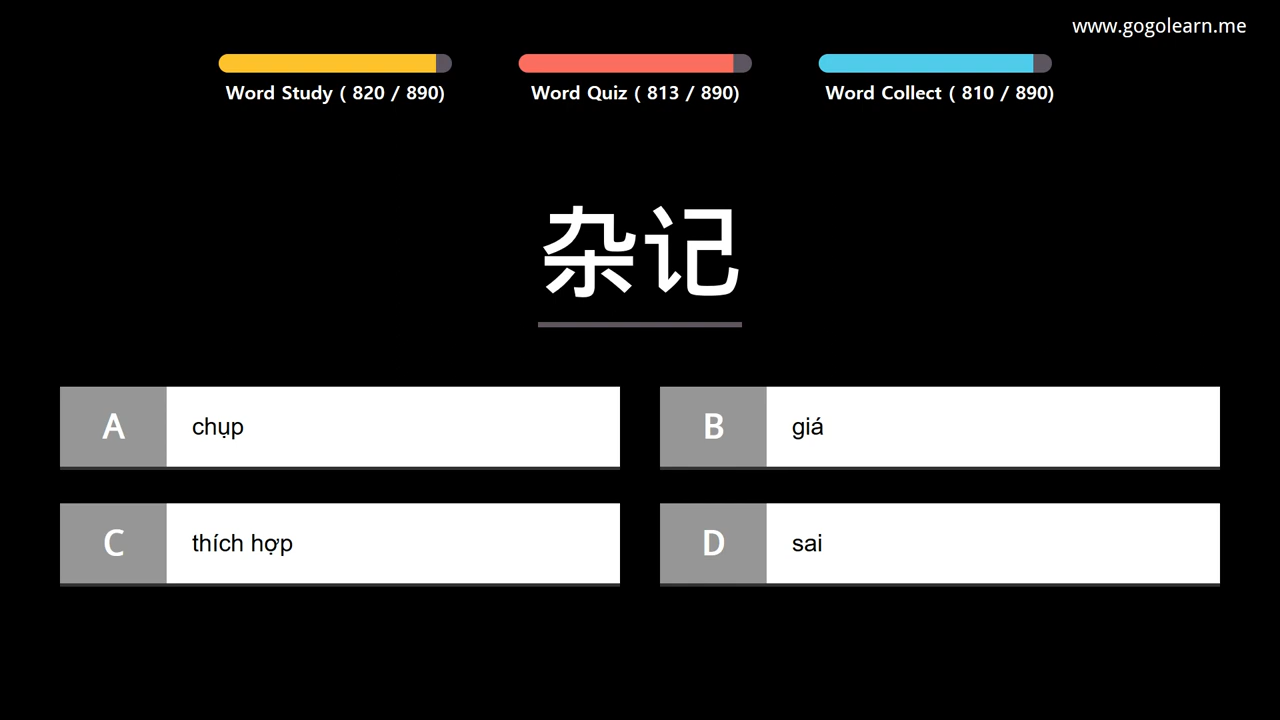 www.gogolearn.me
Word Study ( 820 / 890)
Word Quiz ( 813 / 890)
Word Collect ( 810 / 890)
杂记
A chụp
B giá
C thích hợp
D sai